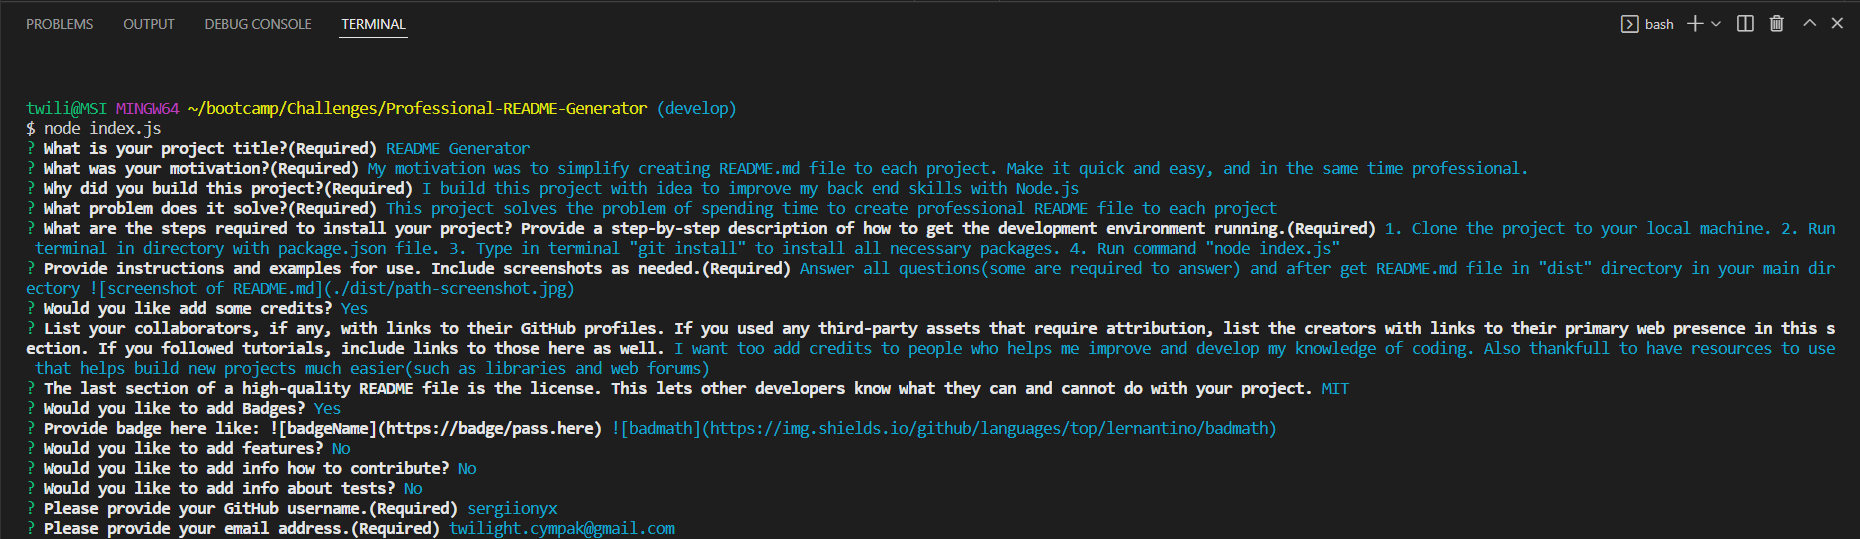 PROBLEMS OUTPUT DEBUG CONSOLE TERMINAL bash
twili@MSI MINGW64 ~/bootcamp/Challenges/Professional-README-Generator (develop)
$ node index.js
? What is your project title?(Required) README Generator
? What was your motivation?(Required) My motivation was to simplify creating README.md file to each project. Make it quick and easy, and in the same time professional.
? Why did you build this project?(Required) I build this project with idea to improve my back end skills with Node.js
? What problem does it solve?(Required) This project solves the problem of spending time to create professional README file to each project
? What are the steps required to install your project? Provide a step-by-step description of how to get the development environment running.(Required) 1. Clone the project to your local machine. 2. Run
terminal in directory with package.json file. 3. Type in terminal "git install" to install all necessary packages. 4. Run command "node index.js"
? Provide instructions and examples for use. Include screenshots as needed.(Required) Answer all questions(some are required to answer) and after get README.md file in "dist" directory in your main dir
ectory ![screenshot of README.md](./dist/path-screenshot.jpg)
? Would you like add some credits? Yes
? List your collaborators, if any, with links to their GitHub profiles. If you used any third-party assets that require attribution, list the creators with links to their primary web presence in this s
ection. If you followed tutorials, include links to those here as well. I want too add credits to people who helps me improve and develop my knowledge of coding. Also thankfull to have resources to use
that helps build new projects much easier(such as libraries and web forums)
? The last section of a high-quality README file is the license. This lets other developers know what they can and cannot do with your project. MIT
? Would you like to add Badges? Yes
? Provide badge here like: ![badgeName](https://badge/pass.here) ![badmath](https://img.shields.io/github/languages/top/lernantino/badmath)
? Would you like to add features? No
? Would you like to add info how to contribute? No
? Would you like to add info about tests? No
? Please provide your GitHub username.(Required) sergiionyx
? Please provide your email address.(Required) twilight.cympak@gmail.com